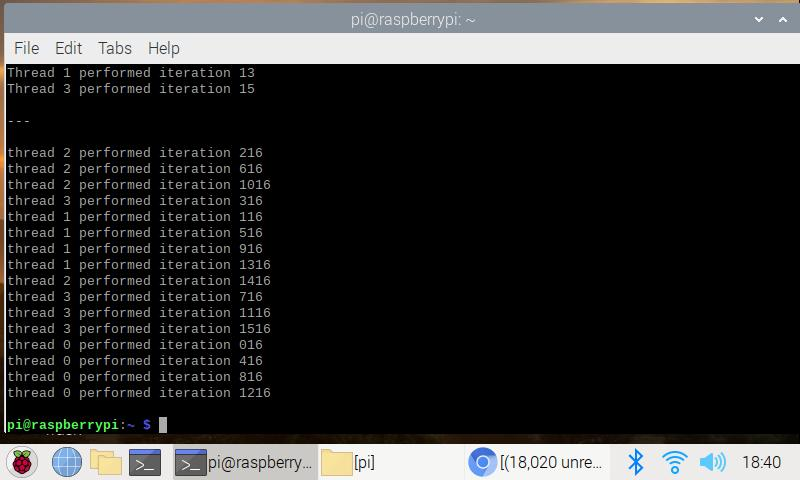 pi@raspberrypi: ~
File Edit Tabs Help
Thread 1 performed iteration 13
Thread 3 performed iteration 15
---
thread 2 performed iteration 216
thread 2 performed iteration 616
thread 2 performed iteration 1016
thread 3 performed iteration 316
thread 1 performed iteration 116
thread 1 performed iteration 516
thread 1 performed iteration 916
thread 1 performed iteration 1316
thread 2 performed iteration 1416
thread 3 performed iteration 716
thread 3 performed iteration 1116
thread 3 performed iteration 1516
thread 0 performed iteration 016
thread 0 performed iteration 416
thread 0 performed iteration 816
thread 0 performed iteration 1216
pi@raspberrypi:~ $
pi@raspberry... [pi] [(18,020 unre... 18:40